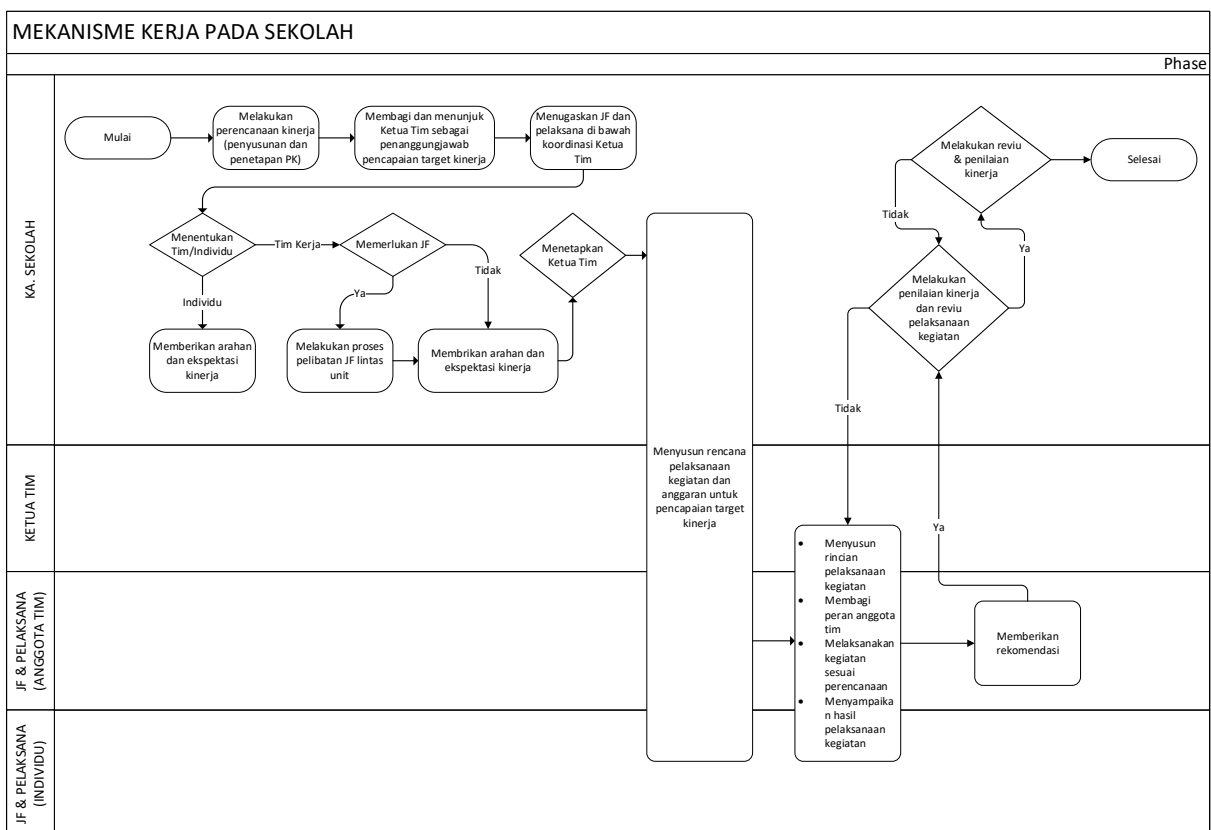 MEKANISME KERJA PADA SEKOLAH
Phase
KA. SEKOLAH
Mulai
Melakukan
perencanaan kinerja
(penyusunan dan
penetapan PK)
Membagi dan menunjuk
Ketua Tim sebagai
penanggungjawab
pencapaian target kinerja
Menugaskan JF dan
pelaksana di bawah
koordinasi Ketua
Tim
Menentukan
Tim/Individu
Tim Kerja
Memerlukan JF
Tidak
Ya
Individu
Memberikan arahan
dan ekspektasi
kinerja
Melakukan proses
pelibatan JF lintas
unit
Membrikan arahan dan
ekspektasi kinerja
Menetapkan
Ketua Tim
Melakukan reviu
& penilaian
kinerja
Selesai
Tidak
Ya
Melakukan
penilaian kinerja
dan reviu
pelaksanaan
kegiatan
Tidak
Ya
KETUA TIM
Menyusun rencana
pelaksanaan
kegiatan dan
anggaran untuk
pencapaian target
kinerja
JF & PELAKSANA
(ANGGOTA TIM)
• Menyusun
rincian
pelaksanaan
kegiatan
• Membagi
peran anggota
tim
• Melaksanakan
kegiatan
sesuai
perencanaan
• Menyampaika
n hasil
pelaksanaan
kegiatan
Memberikan
rekomendasi
JF & PELAKSANA
(INDIVIDU)